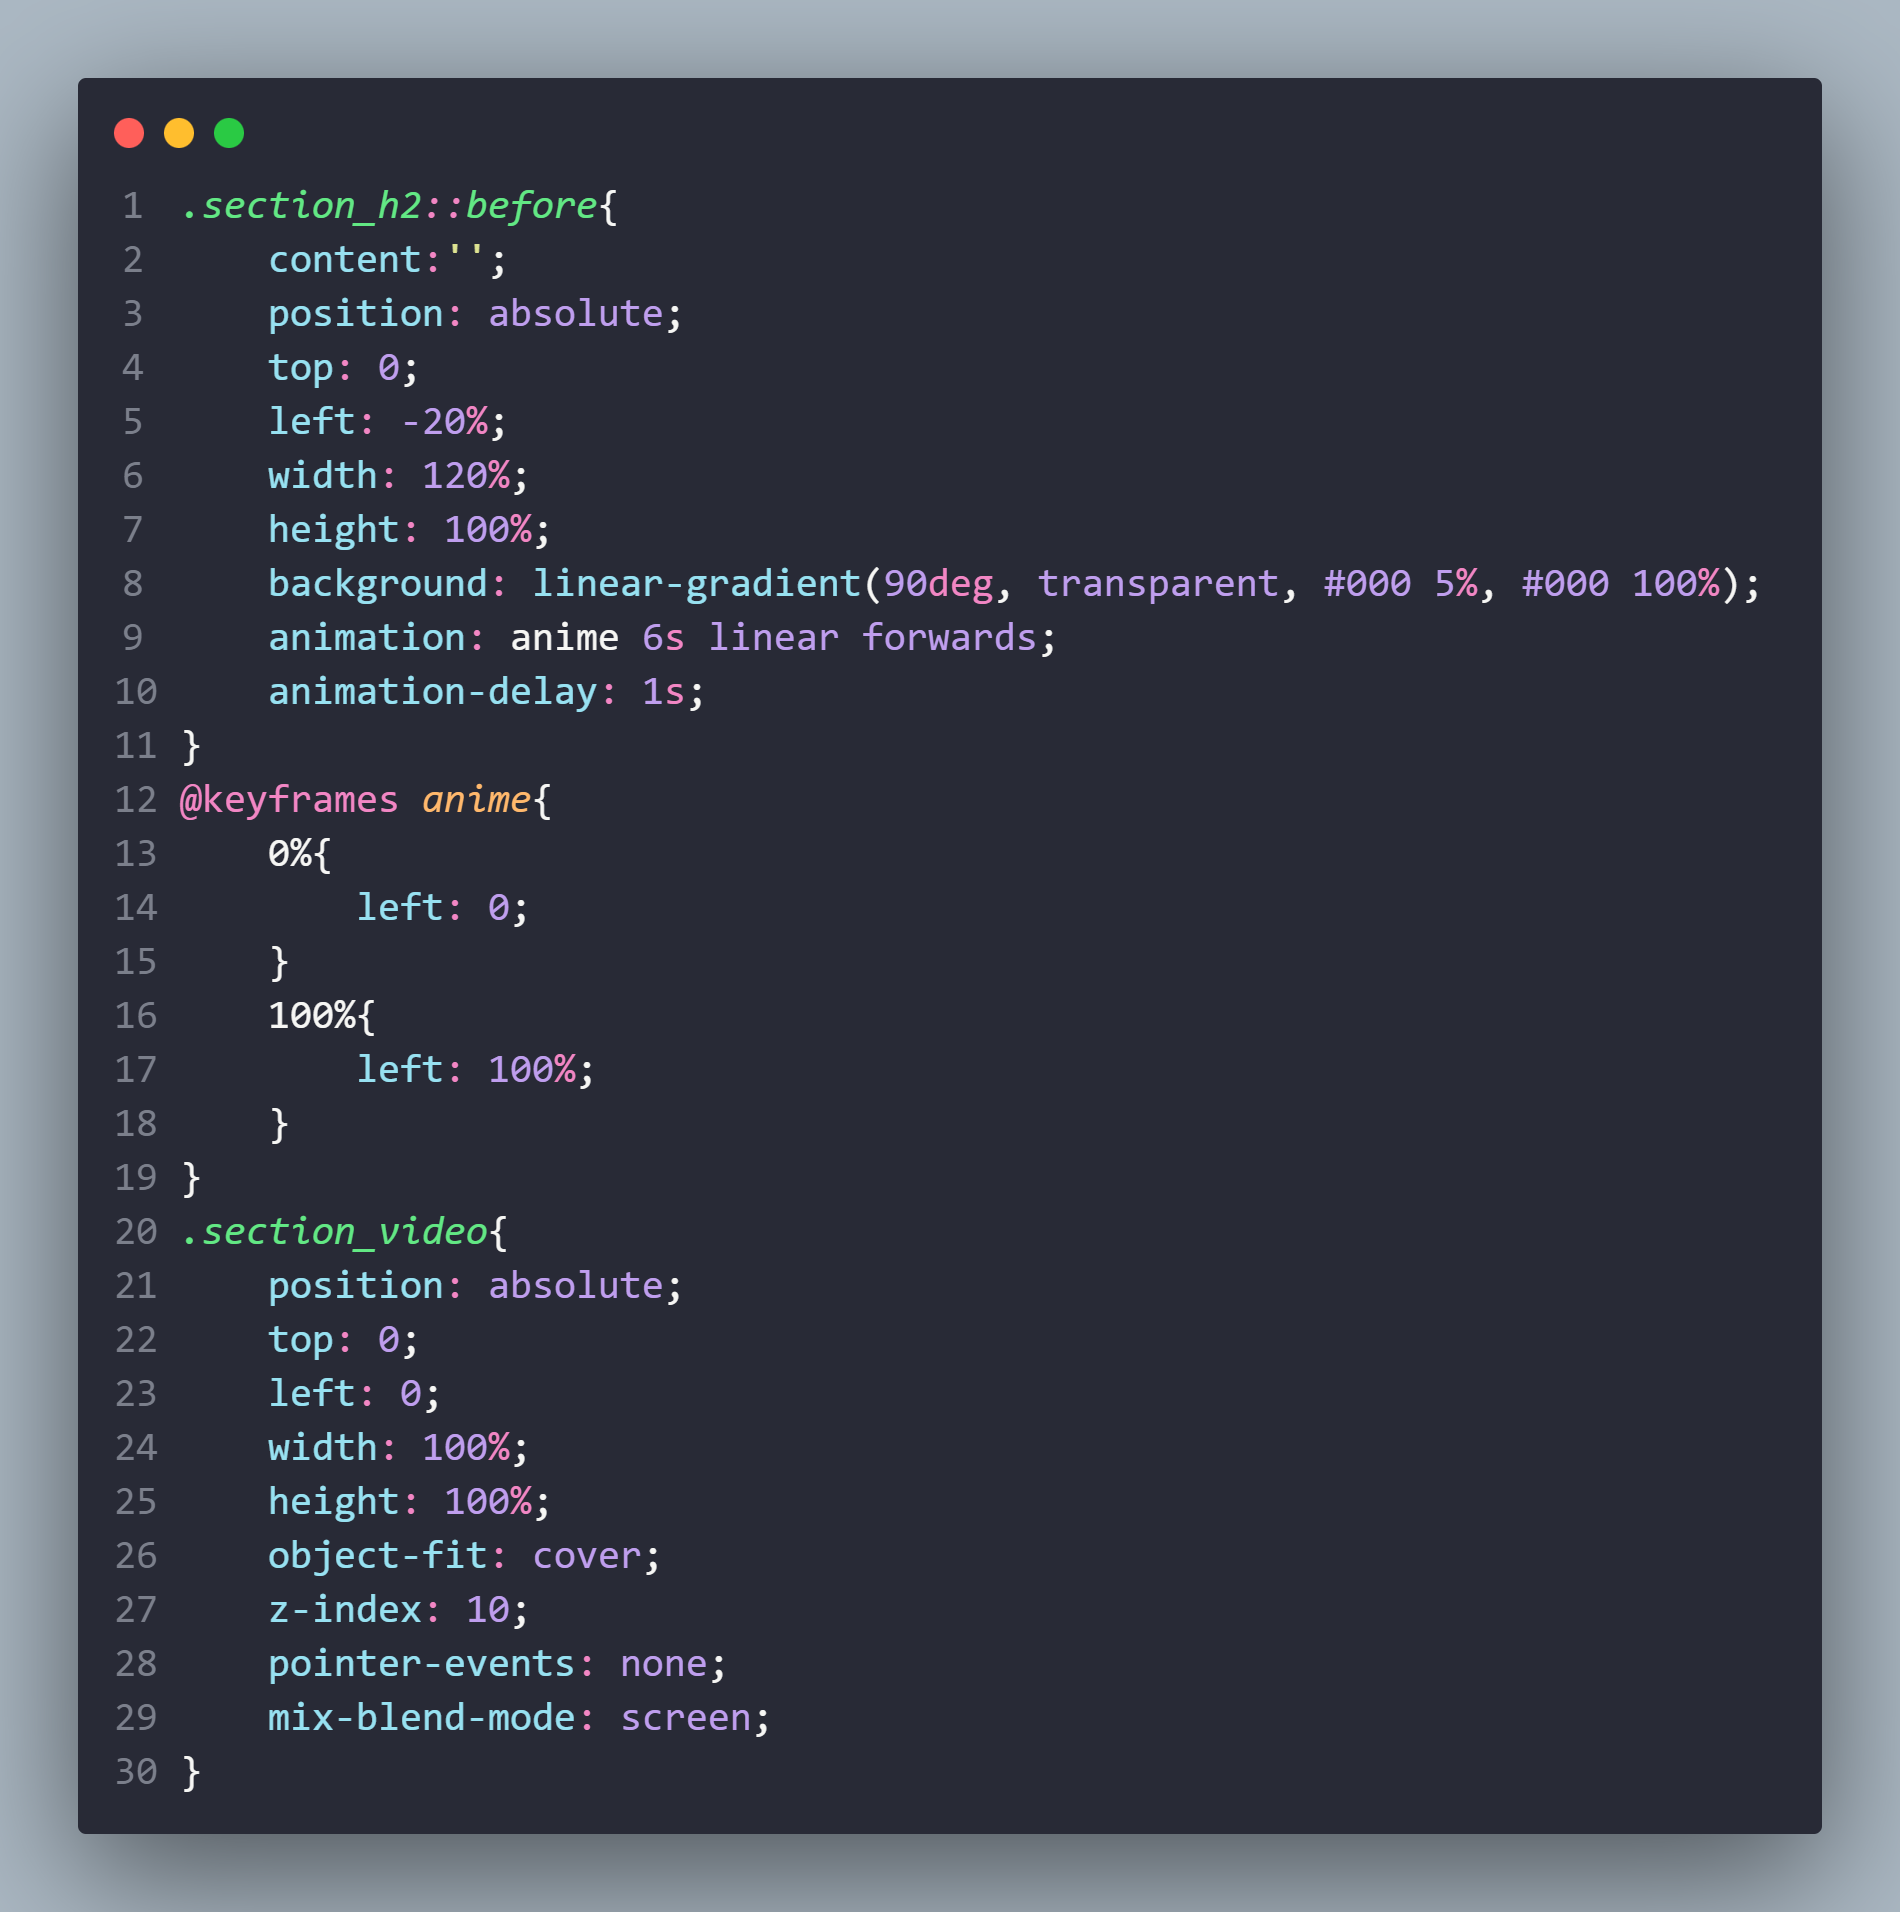 1 .section_h2::before{
2     content:'';
3     position: absolute;
4     top: 0;
5     left: -20%;
6     width: 120%;
7     height: 100%;
8     background: linear-gradient(90deg, transparent, #000 5%, #000 100%);
9     animation: anime 6s linear forwards;
10     animation-delay: 1s;
11 }
12 @keyframes anime{
13     0%{
14         left: 0;
15     }
16     100%{
17         left: 100%;
18     }
19 }
20 .section_video{
21     position: absolute;
22     top: 0;
23     left: 0;
24     width: 100%;
25     height: 100%;
26     object-fit: cover;
27     z-index: 10;
28     pointer-events: none;
29     mix-blend-mode: screen;
30 }